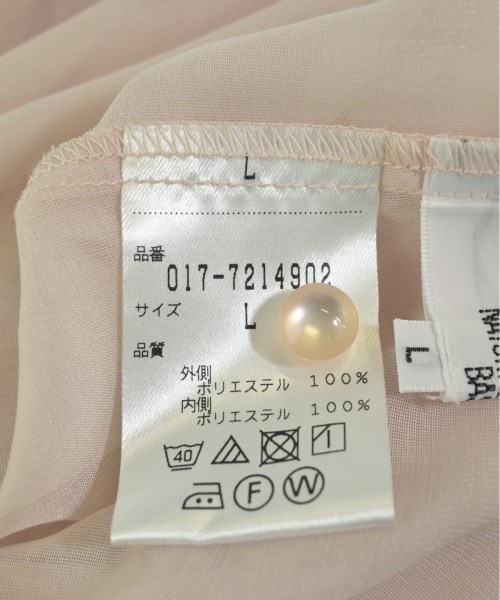 L
品番
017-7214902
サイズ L
品質
外側
ポリエステル 100%
内側
ポリエステル 100%
40
F W
L